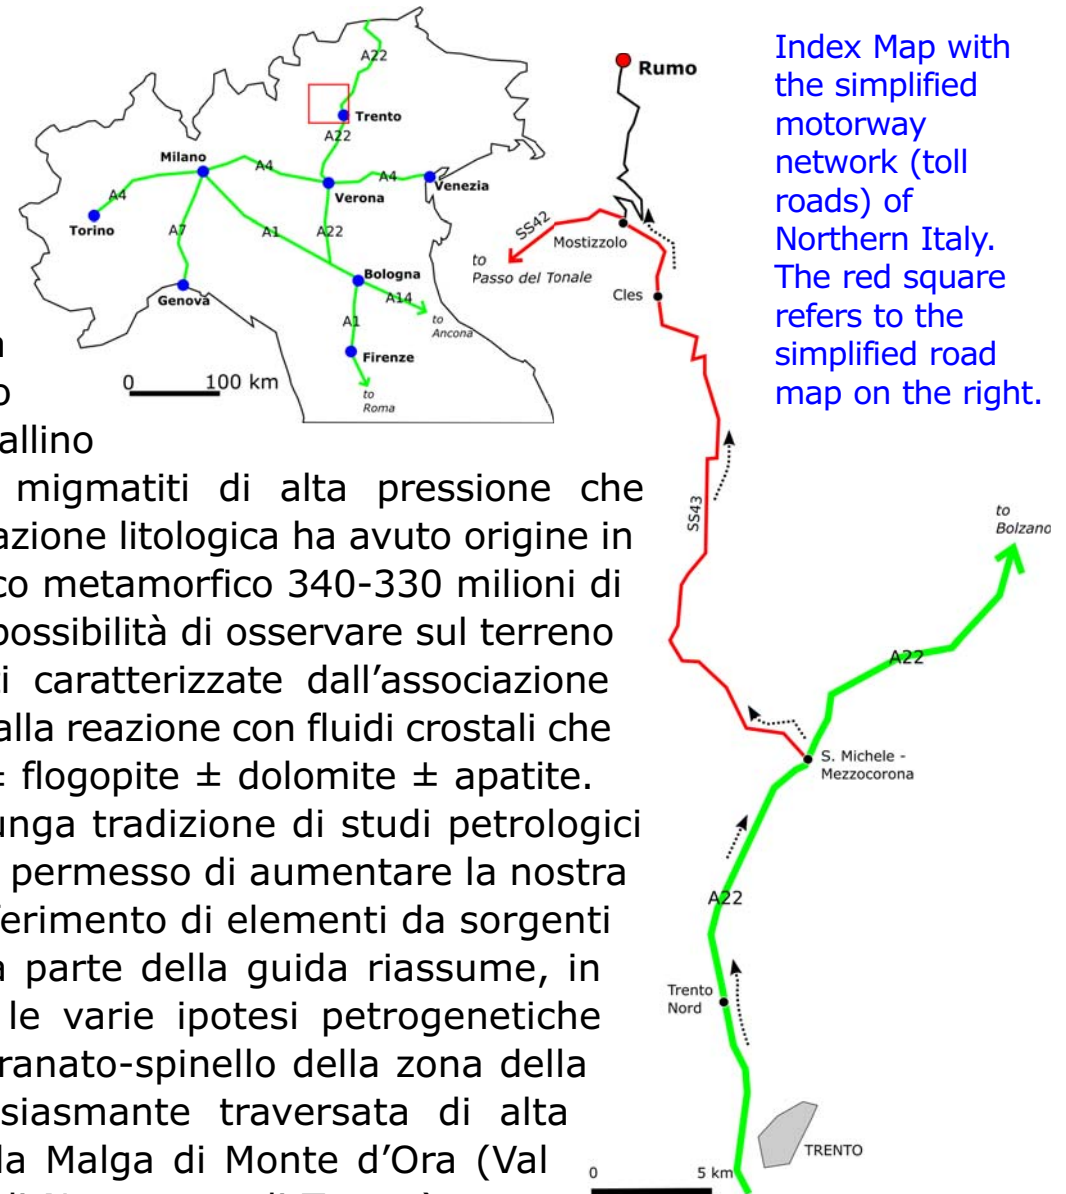 A22
Trento
A22
Milano
A4
A4
Venezia
Verona
A4
Torino
A7
A1
A22
Bologna
Genova
A14
to
Ancona
A1
Firenze
to
Roma
0 100 km
Index Map with
the simplified
motorway
network (toll
roads) of
Northern Italy.
The red square
refers to the
simplified road
map on the right.
Rumo
SS42
Mostizzolo
to
Passo del Tonale
Cles
SS43
to
Bolzano
A22
S. Michele -
Mezzocorona
A22
Trento
Nord
TRENTO
0 5 km
allino
migmatiti di alta pressione che
azione litologica ha avuto origine in
co metamorfico 340-330 milioni di
possibilità di osservare sul terreno
i caratterizzate dall’associazione
alla reazione con fluidi crostali che
± flogopite ± dolomite ± apatite.
unga tradizione di studi petrologici
permesso di aumentare la nostra
ferimento di elementi da sorgenti
a parte della guida riassume, in
le varie ipotesi petrogenetiche
ranato-spinello della zona della
siasmante traversata di alta
la Malga di Monte d’Ora (Val